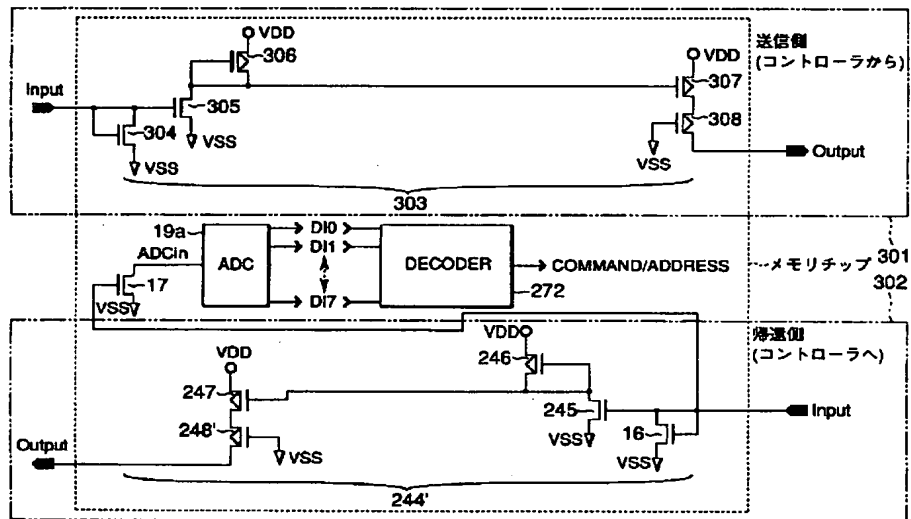 送信側
(コントローラから)
VDD
306
VDD
307
Input
305
304
VSS
VSS
308
VSS
Output
303
19a
ADCin
ADC
DI0
DI1
DI7
DECODER
COMMAND/ADDRESS
272
メモリチップ
301
302
17
VSS
帰還側
(コントローラへ)
VDD
246
VDD
247
245
Input
248'
16
VSS
VSS
VSS
Output
244'